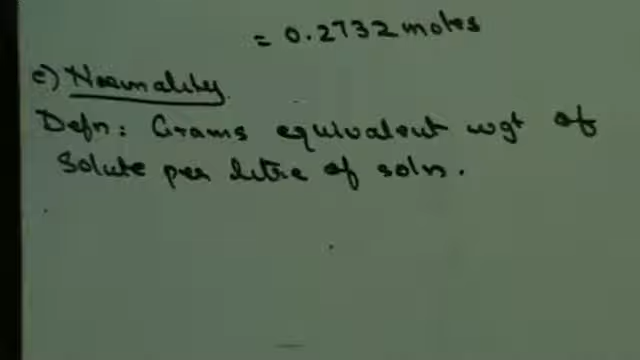 = 0.2732 moles
c) Normality
Defn: Grams equivalent wgt of
Solute per litre of soln.